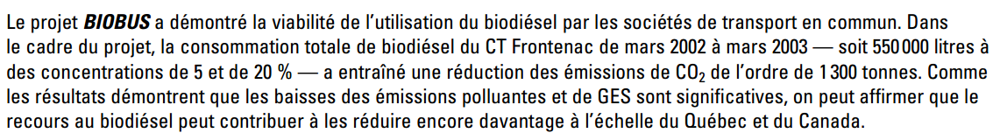 Le projet BIOBUS a démontré la viabilité de l'utilisation du biodiésel par les sociétés de transport en commun. Dans
le cadre du projet, la consommation totale de biodiésel du CT Frontenac de mars 2002 à mars 2003 — soit 550 000 litres à
des concentrations de 5 et de 20 % — a entraîné une réduction des émissions de CO₂ de l'ordre de 1 300 tonnes. Comme
les résultats démontrent que les baisses des émissions polluantes et de GES sont significatives, on peut affirmer que le
recours au biodiésel peut contribuer à les réduire encore davantage à l'échelle du Québec et du Canada.